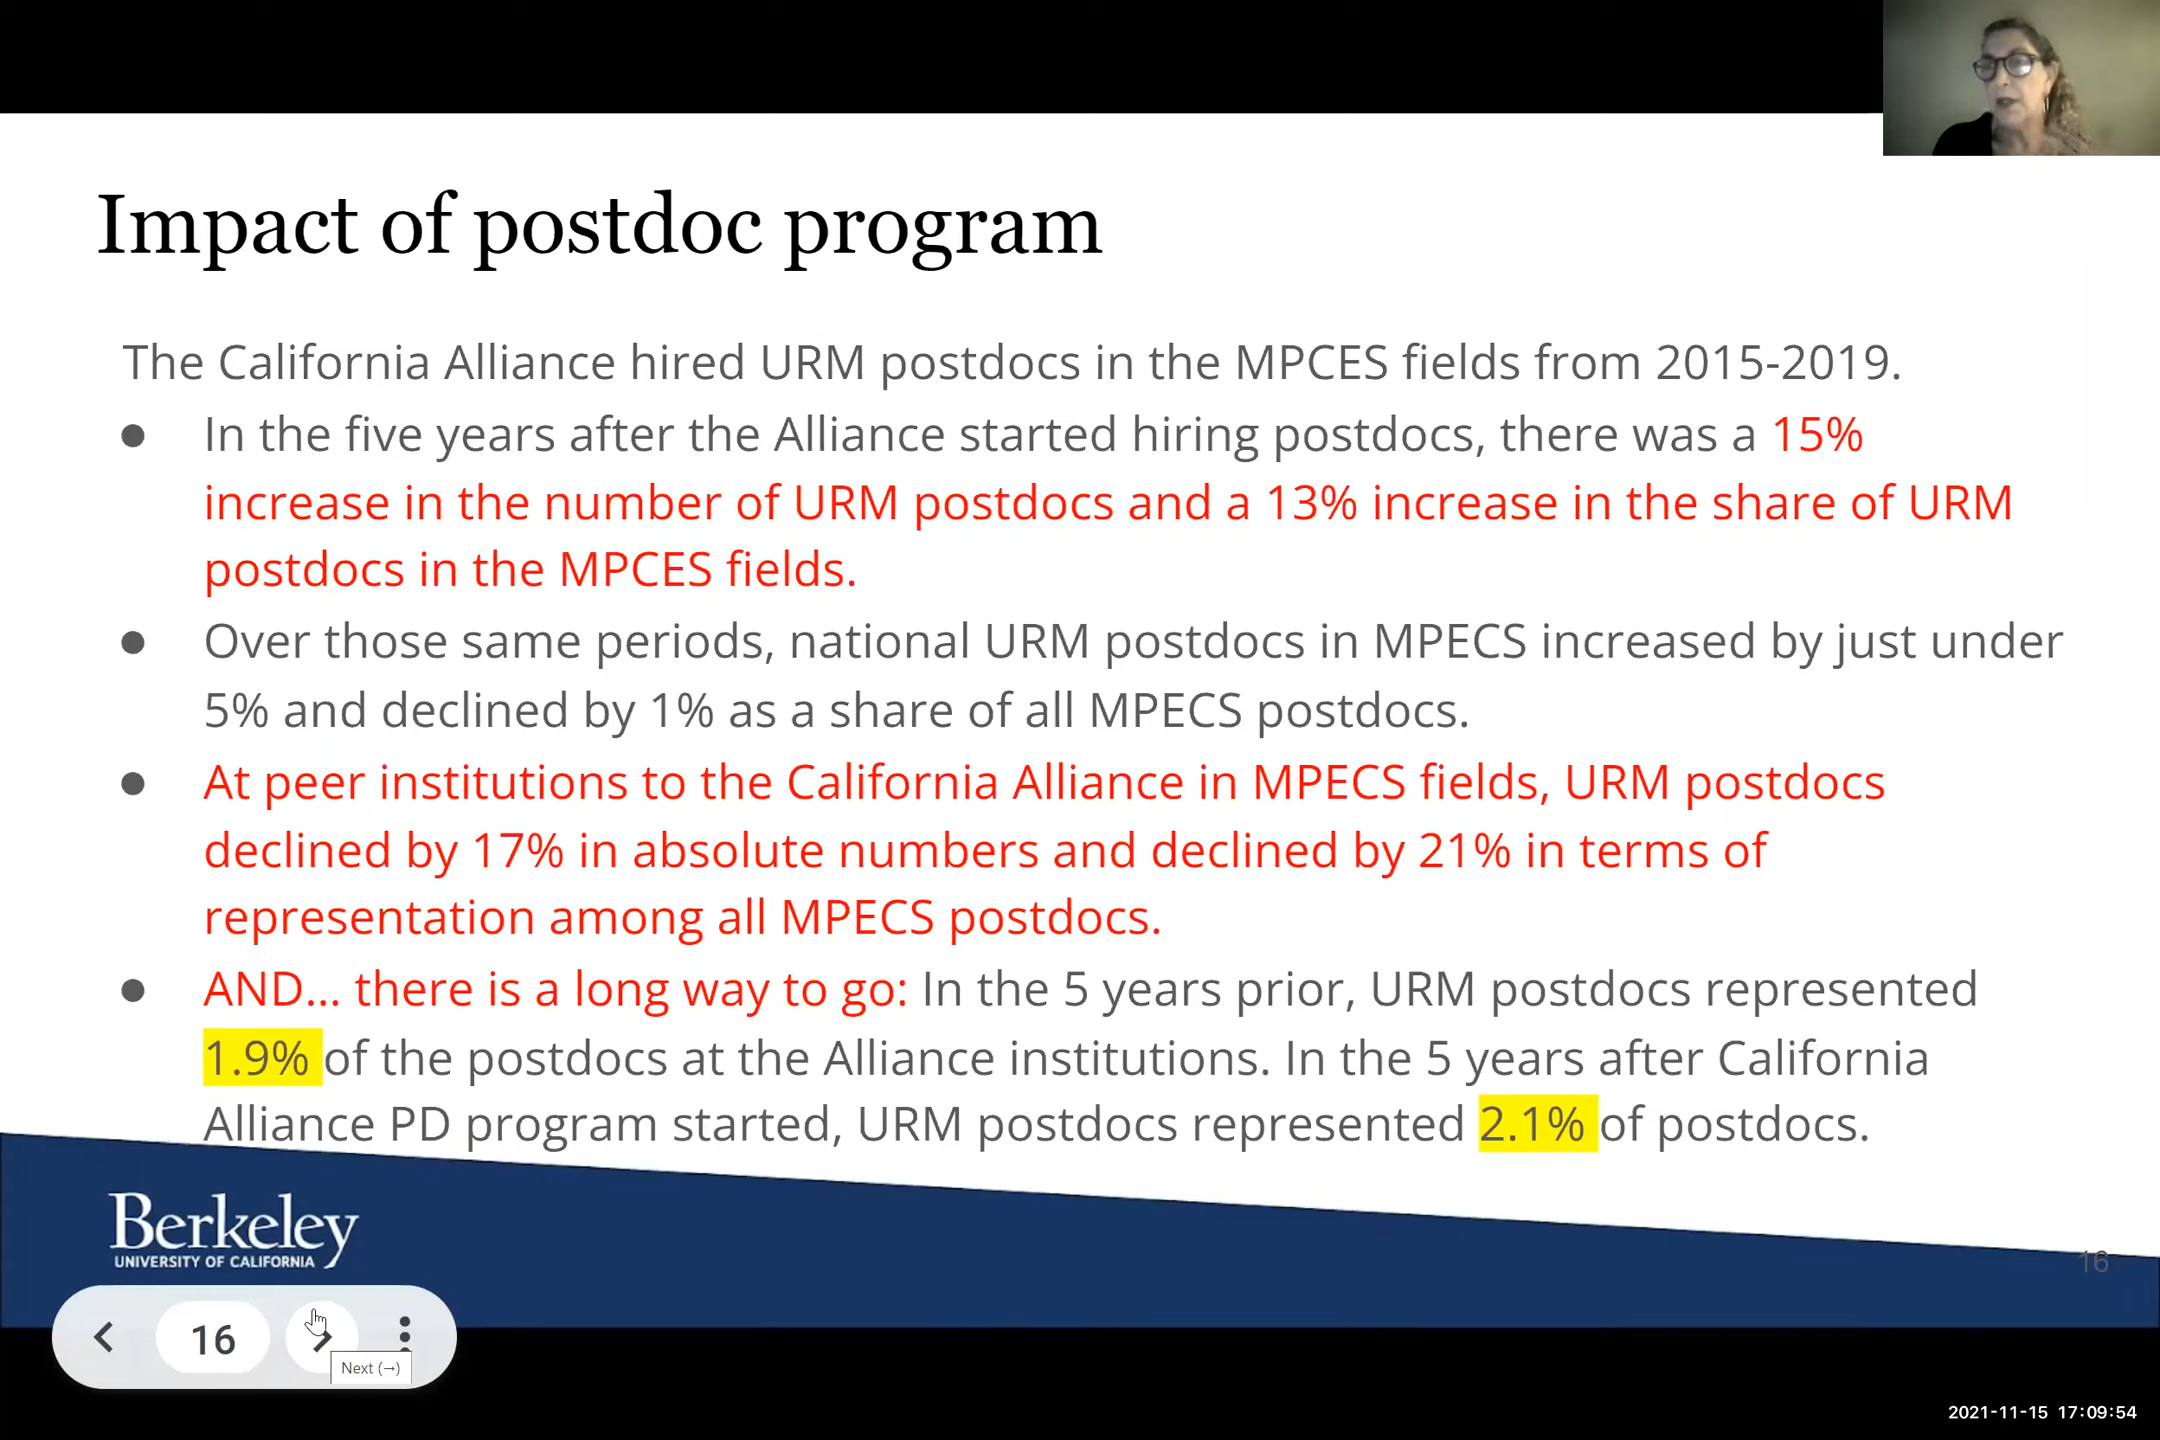 Impact of postdoc program
The California Alliance hired URM postdocs in the MPCES fields from 2015-2019.
● In the five years after the Alliance started hiring postdocs, there was a 15%
increase in the number of URM postdocs and a 13% increase in the share of URM
postdocs in the MPCES fields.
● Over those same periods, national URM postdocs in MPECS increased by just under
5% and declined by 1% as a share of all MPECS postdocs.
● At peer institutions to the California Alliance in MPECS fields, URM postdocs
declined by 17% in absolute numbers and declined by 21% in terms of
representation among all MPECS postdocs.
● AND... there is a long way to go: In the 5 years prior, URM postdocs represented
1.9% of the postdocs at the Alliance institutions. In the 5 years after California
Alliance PD program started, URM postdocs represented 2.1% of postdocs.
Berkeley
UNIVERSITY OF CALIFORNIA
16
16
Next (→)
2021-11-15 17:09:54